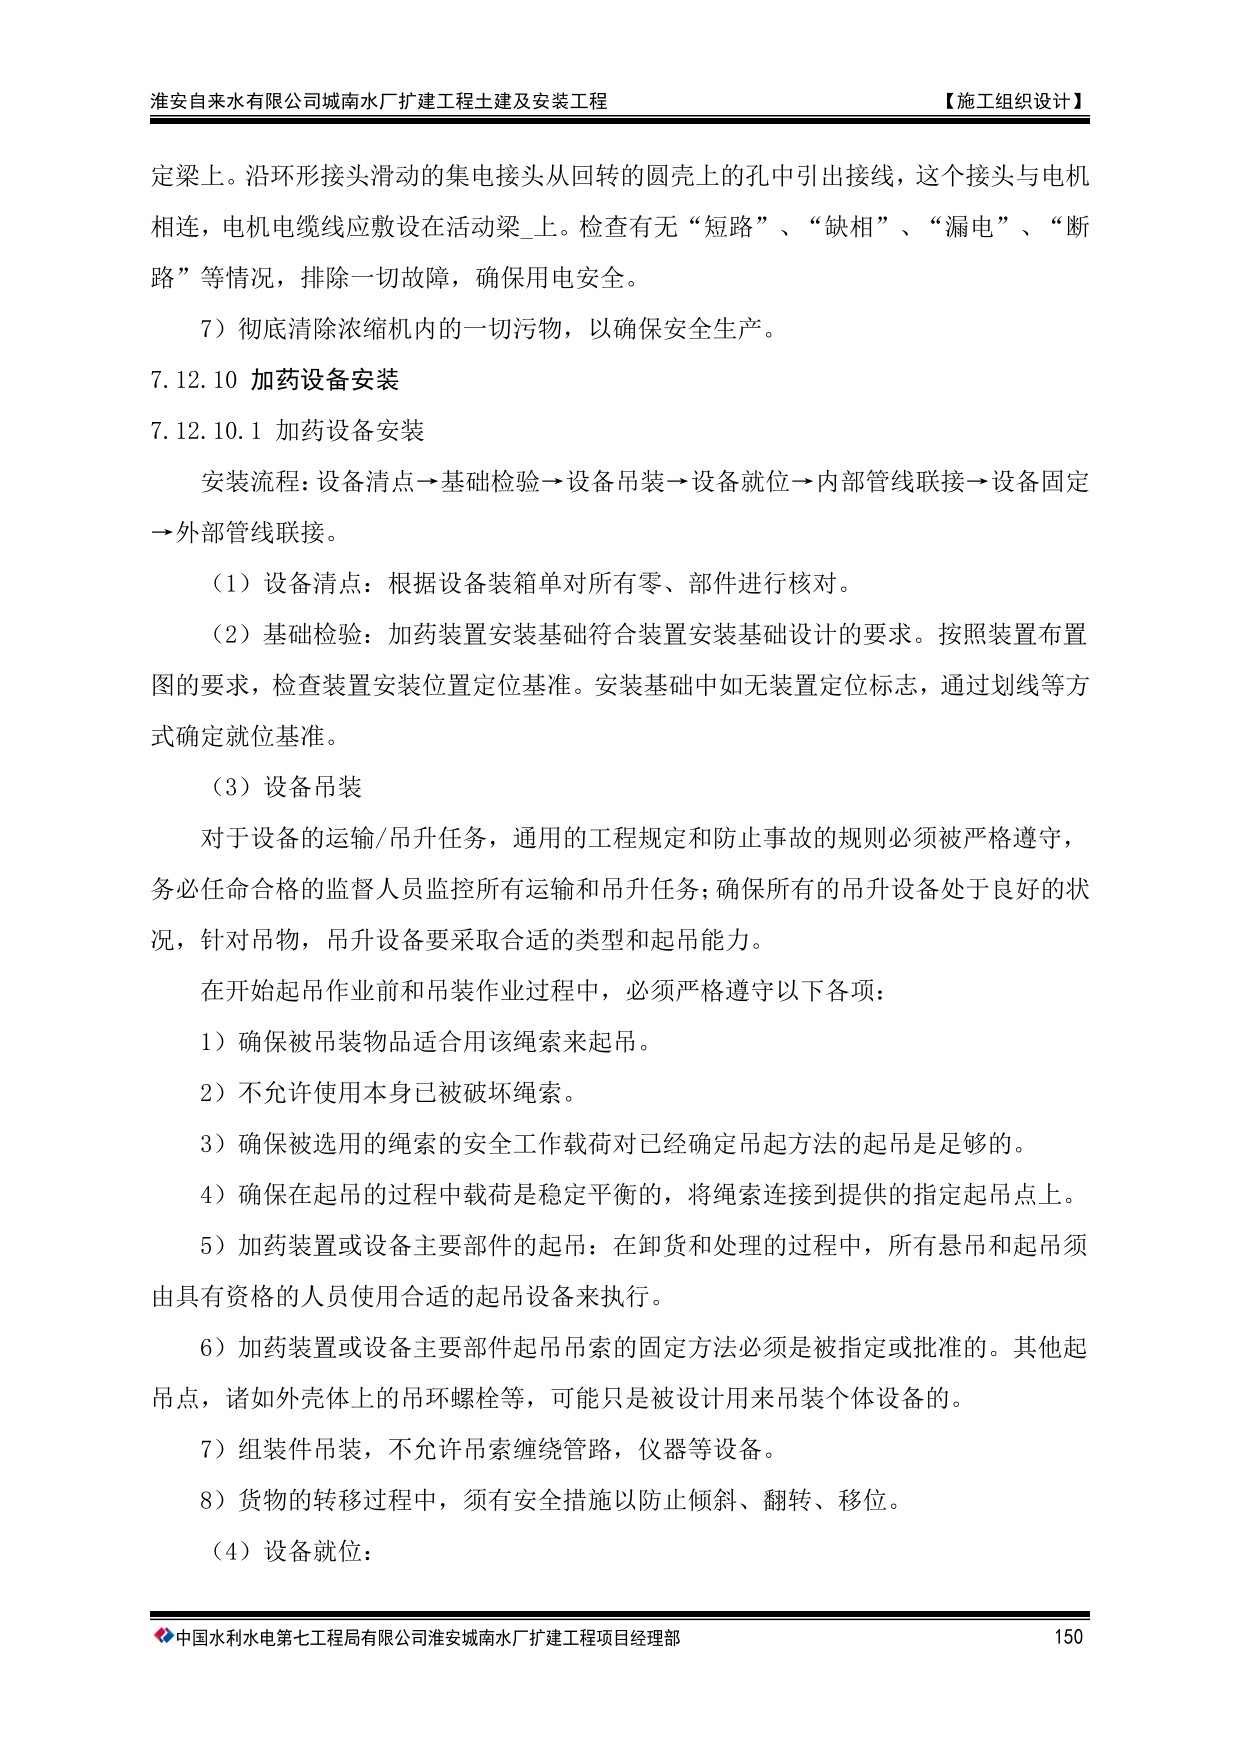 淮安自来水有限公司城南水厂扩建工程土建及安装工程 【施工组织设计】
定梁上。沿环形接头滑动的集电接头从回转的圆壳上的孔中引出接线，这个接头与电机
相连，电机电缆线应敷设在活动梁_上。检查有无“短路”、“缺相”、“漏电”、“断
路”等情况，排除一切故障，确保用电安全。
7）彻底清除浓缩机内的一切污物，以确保安全生产。
7.12.10 加药设备安装
7.12.10.1 加药设备安装
安装流程：设备清点→基础检验→设备吊装→设备就位→内部管线联接→设备固定
→外部管线联接。
（1）设备清点：根据设备装箱单对所有零、部件进行核对。
（2）基础检验：加药装置安装基础符合装置安装基础设计的要求。按照装置布置
图的要求，检查装置安装位置定位基准。安装基础中如无装置定位标志，通过划线等方
式确定就位基准。
（3）设备吊装
对于设备的运输/吊升任务，通用的工程规定和防止事故的规则必须被严格遵守，
务必任命合格的监督人员监控所有运输和吊升任务；确保所有的吊升设备处于良好的状
况，针对吊物，吊升设备要采取合适的类型和起吊能力。
在开始起吊作业前和吊装作业过程中，必须严格遵守以下各项：
1）确保被吊装物品适合用该绳索来起吊。
2）不允许使用本身已被破坏绳索。
3）确保被选用的绳索的安全工作载荷对已经确定吊起方法的起吊是足够的。
4）确保在起吊的过程中载荷是稳定平衡的，将绳索连接到提供的指定起吊点上。
5）加药装置或设备主要部件的起吊：在卸货和处理的过程中，所有悬吊和起吊须
由具有资格的人员使用合适的起吊设备来执行。
6）加药装置或设备主要部件起吊吊索的固定方法必须是被指定或批准的。其他起
吊点，诸如外壳体上的吊环螺栓等，可能只是被设计用来吊装个体设备的。
7）组装件吊装，不允许吊索缠绕管路，仪器等设备。
8）货物的转移过程中，须有安全措施以防止倾斜、翻转、移位。
（4）设备就位：
中国水利水电第七工程局有限公司淮安城南水厂扩建工程项目经理部 150